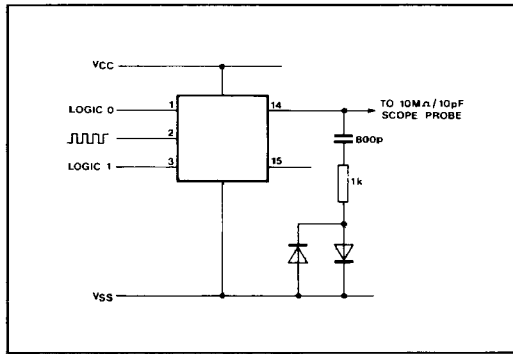 VCC
LOGIC 0
1
14
TO 10MΩ/10pF
SCOPE PROBE
2
800p
LOGIC 1
3
15
1k
VSS